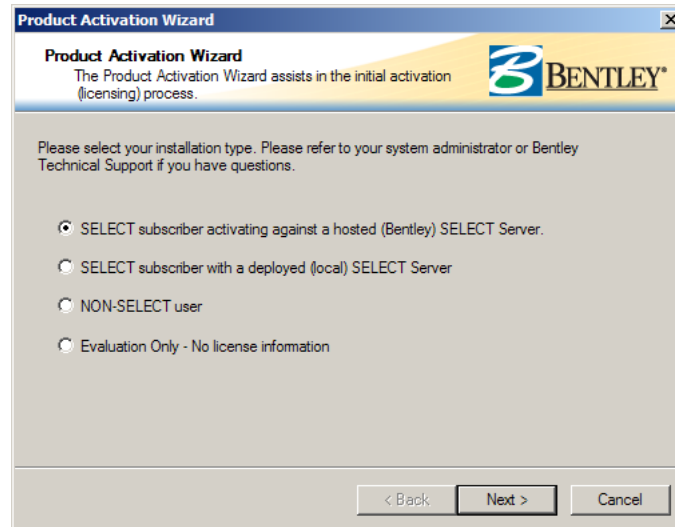 Product Activation Wizard
Product Activation Wizard
The Product Activation Wizard assists in the initial activation
(licensing) process.
BENTLEY
Please select your installation type. Please refer to your system administrator or Bentley
Technical Support if you have questions.
SELECT subscriber activating against a hosted (Bentley) SELECT Server.
SELECT subscriber with a deployed (local) SELECT Server
NON-SELECT user
Evaluation Only - No license information
< Back
Next >
Cancel